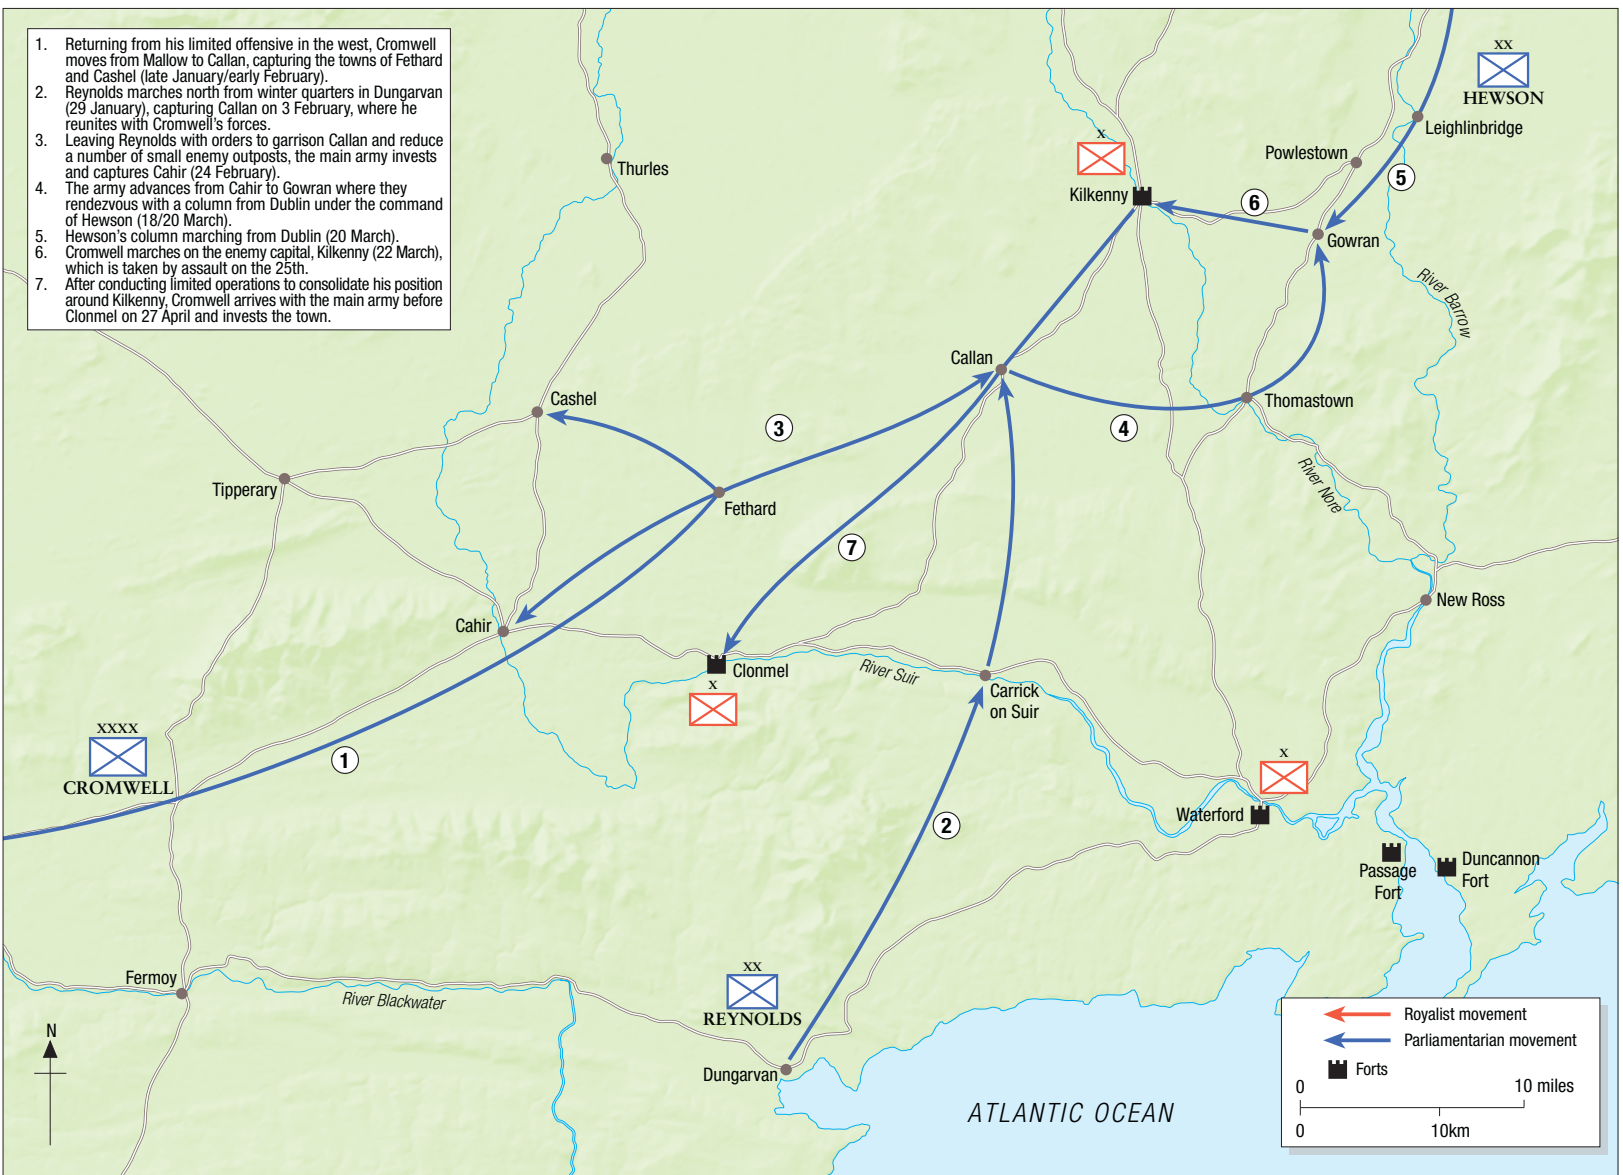 1. Returning from his limited offensive in the west, Cromwell
moves from Mallow to Callan, capturing the towns of Fethard
and Cashel (late January/early February).
2. Reynolds marches north from winter quarters in Dungarvan
(29 January), capturing Callan on 3 February, where he
reunites with Cromwell's forces.
3. Leaving Reynolds with orders to garrison Callan and reduce
a number of small enemy outposts, the main army invests
and captures Cahir (24 February).
4. The army advances from Cahir to Gowran where they
rendezvous with a column from Dublin under the command
of Hewson (18/20 March).
5. Hewson's column marching from Dublin (20 March).
6. Cromwell marches on the enemy capital, Kilkenny (22 March),
which is taken by assault on the 25th.
7. After conducting limited operations to consolidate his position
around Kilkenny, Cromwell arrives with the main army before
Clonmel on 27 April and invests the town.
XX
HEWSON
Leighlinbridge
X
Powlestown
Thurles
5
Kilkenny
6
Gowran
River Barrow
Callan
Cashel
Thomastown
3
4
Tipperary
River Nore
Fethard
7
New Ross
Cahir
Clonmel
River Suir
X
Carrick
on Suir
XXXX
CROMWELL
1
X
Waterford
2
Passage
Fort
Duncannon
Fort
Fermoy
River Blackwater
XX
REYNOLDS
N
Dungarvan
ATLANTIC OCEAN
Royalist movement
Parliamentarian movement
Forts
0 10 miles
0 10km